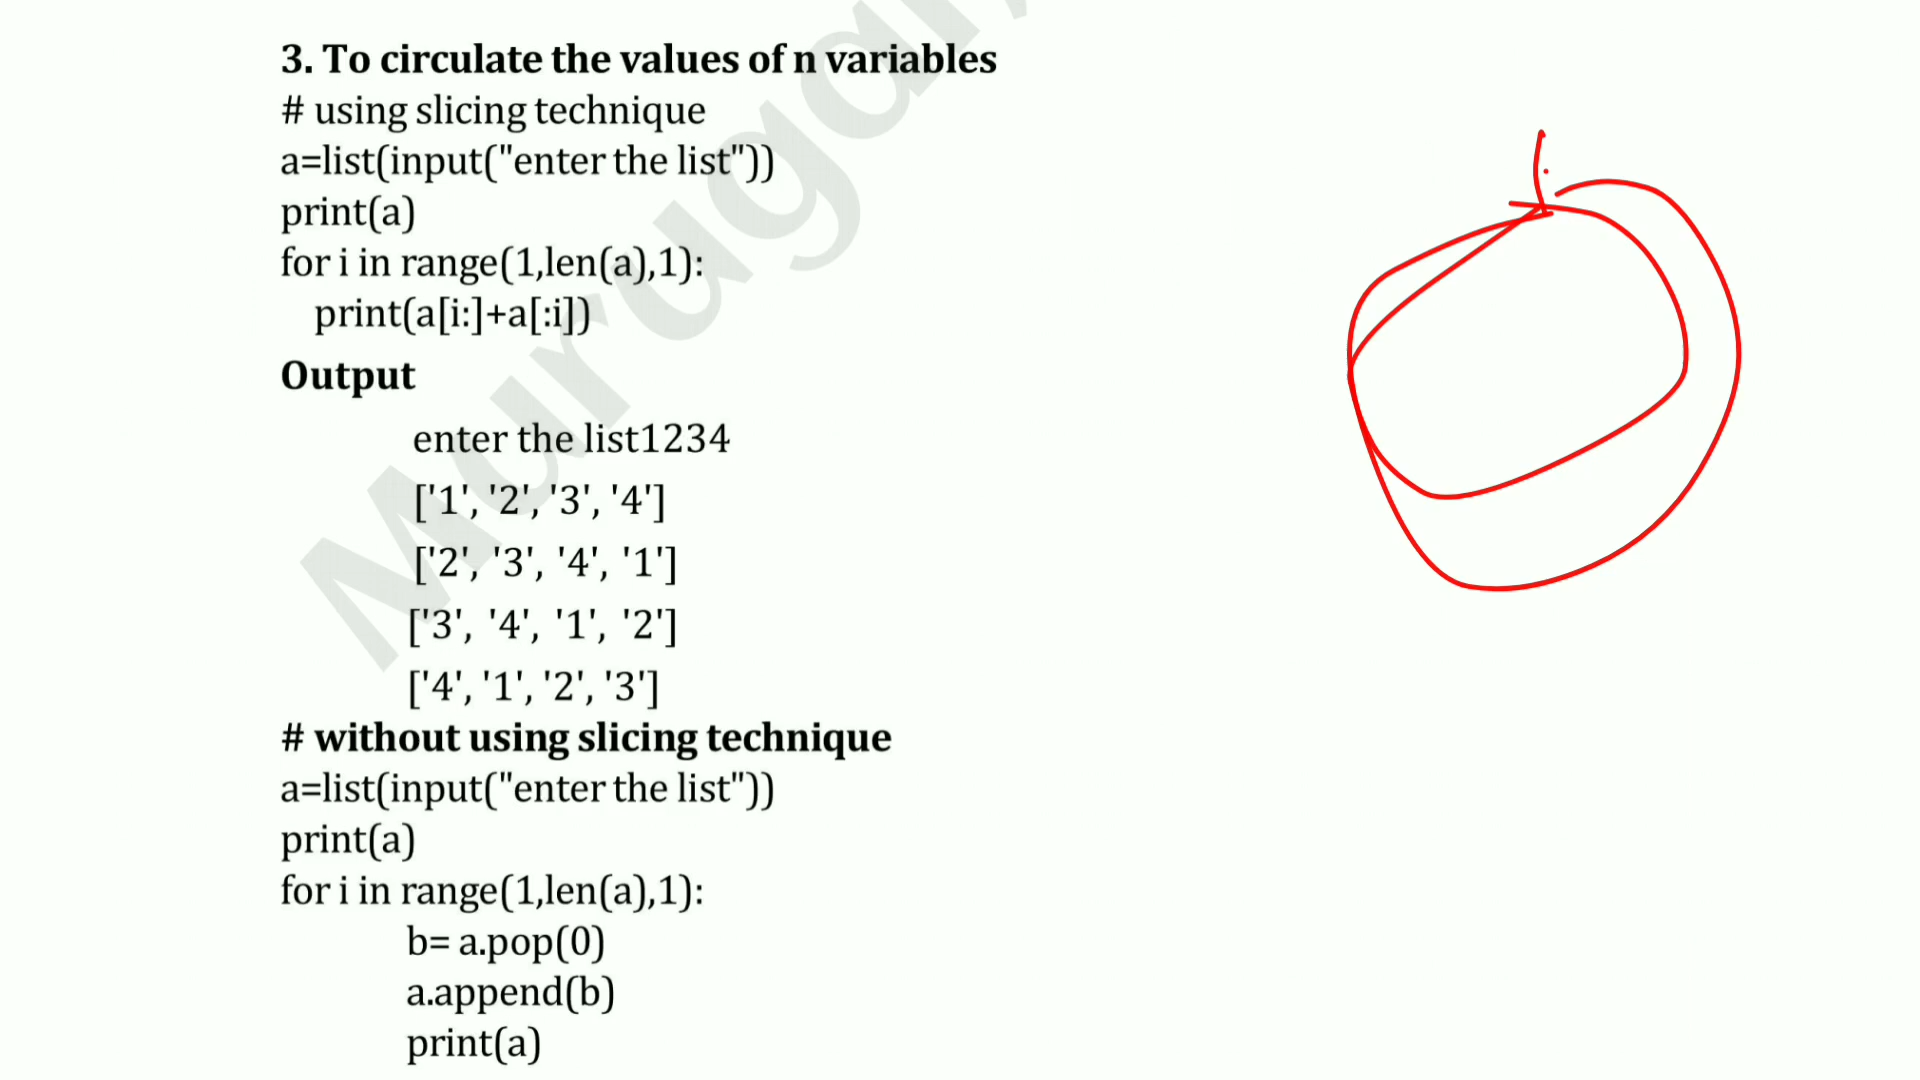 3. To circulate the values of n variables
# using slicing technique
a=list(input("enter the list"))
print(a)
for i in range(1,len(a),1):
print(a[i:]+a[:i])
Output
enter the list1234
['1', '2', '3', '4']
['2', '3', '4', '1']
['3', '4', '1', '2']
['4', '1', '2', '3']
# without using slicing technique
a=list(input("enter the list"))
print(a)
for i in range(1,len(a),1):
b= a.pop(0)
a.append(b)
print(a)